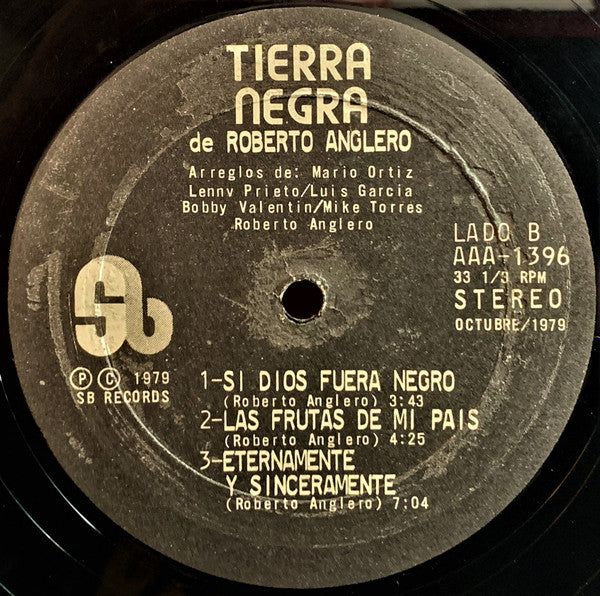 TIERRA
NEGRA
de ROBERTO ANGLERO
Arreglos de: Mario Ortiz
Lenny Prieto/Luis Garcia
Bobby Valentin/Mike Torres
Roberto Anglero
LADO B
AAA-1396
33 1/3 RPM
STEREO
OCTUBRE/1979
Sb
Ⓟ Ⓒ 1979
SB RECORDS
1-SI DIOS FUERA NEGRO
(Roberto Anglero) 3:43
2-LAS FRUTAS DE MI PAIS
(Roberto Anglero) 4:25
3-ETERNAMENTE
Y SINCERAMENTE
(Roberto Anglero) 7:04